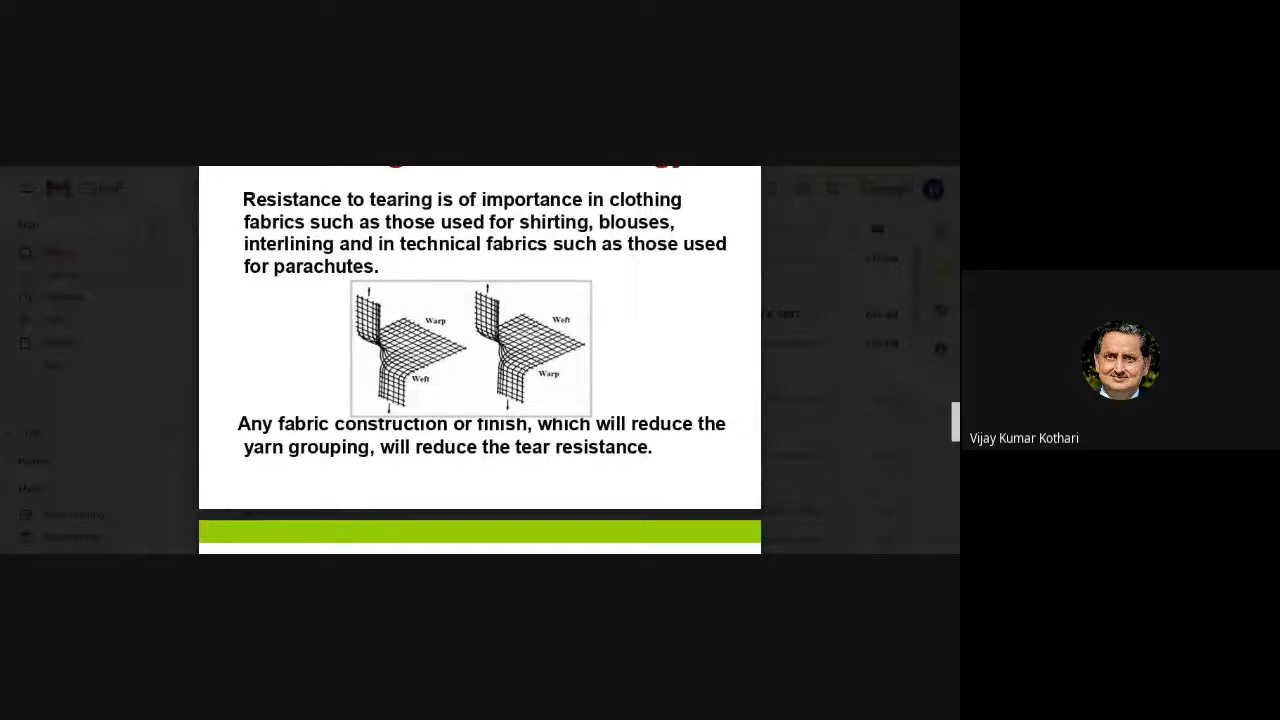 Resistance to tearing is of importance in clothing
fabrics such as those used for shirting, blouses,
interlining and in technical fabrics such as those used
for parachutes.
Warp
Weft
Weft
Warp
Any fabric construction or finish, which will reduce the
yarn grouping, will reduce the tear resistance.
Vijay Kumar Kothari